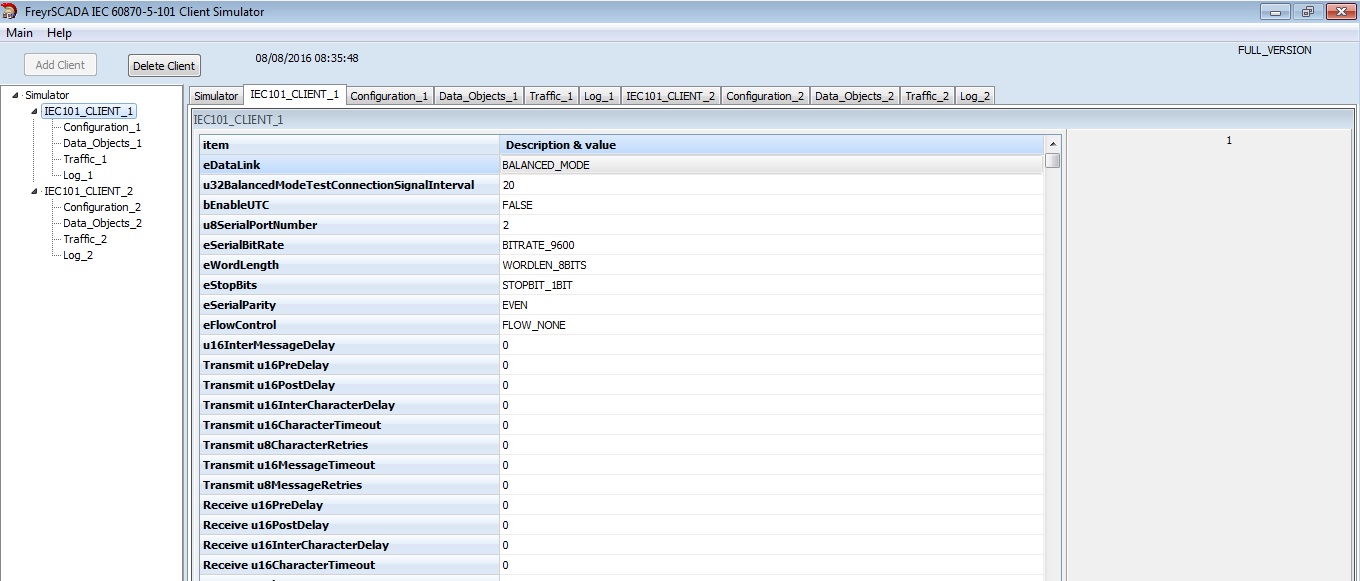 FreyrSCADA IEC 60870-5-101 Client Simulator
Main Help
Add Client Delete Client 08/08/2016 08:35:48 FULL_VERSION
Simulator
IEC101_CLIENT_1
Configuration_1
Data_Objects_1
Traffic_1
Log_1
IEC101_CLIENT_2
Configuration_2
Data_Objects_2
Traffic_2
Log_2
Simulator IEC101_CLIENT_1 Configuration_1 Data_Objects_1 Traffic_1 Log_1 IEC101_CLIENT_2 Configuration_2 Data_Objects_2 Traffic_2 Log_2
IEC101_CLIENT_1
item Description & value
eDataLink BALANCED_MODE
u32BalancedModeTestConnectionSignalInterval 20
bEnableUTC FALSE
u8SerialPortNumber 2
eSerialBitRate BITRATE_9600
eWordLength WORDLEN_8BITS
eStopBits STOPBIT_1BIT
eSerialParity EVEN
eFlowControl FLOW_NONE
u16InterMessageDelay 0
Transmit u16PreDelay 0
Transmit u16PostDelay 0
Transmit u16InterCharacterDelay 0
Transmit u16CharacterTimeout 0
Transmit u8CharacterRetries 0
Transmit u16MessageTimeout 0
Transmit u8MessageRetries 0
Receive u16PreDelay 0
Receive u16PostDelay 0
Receive u16InterCharacterDelay 0
Receive u16CharacterTimeout 0
1